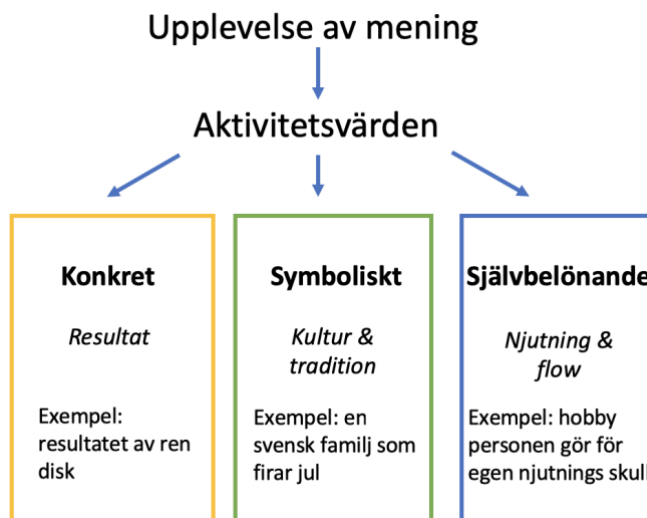 Upplevelse av mening
Aktivitetsvärden
Konkret
Resultat
Exempel:
resultatet av ren
disk
Symboliskt
Kultur &
tradition
Exempel: en
svensk familj som
firar jul
Självbelönande
Njutning &
flow
Exempel: hobby
personen gör för
egen njutnings skull